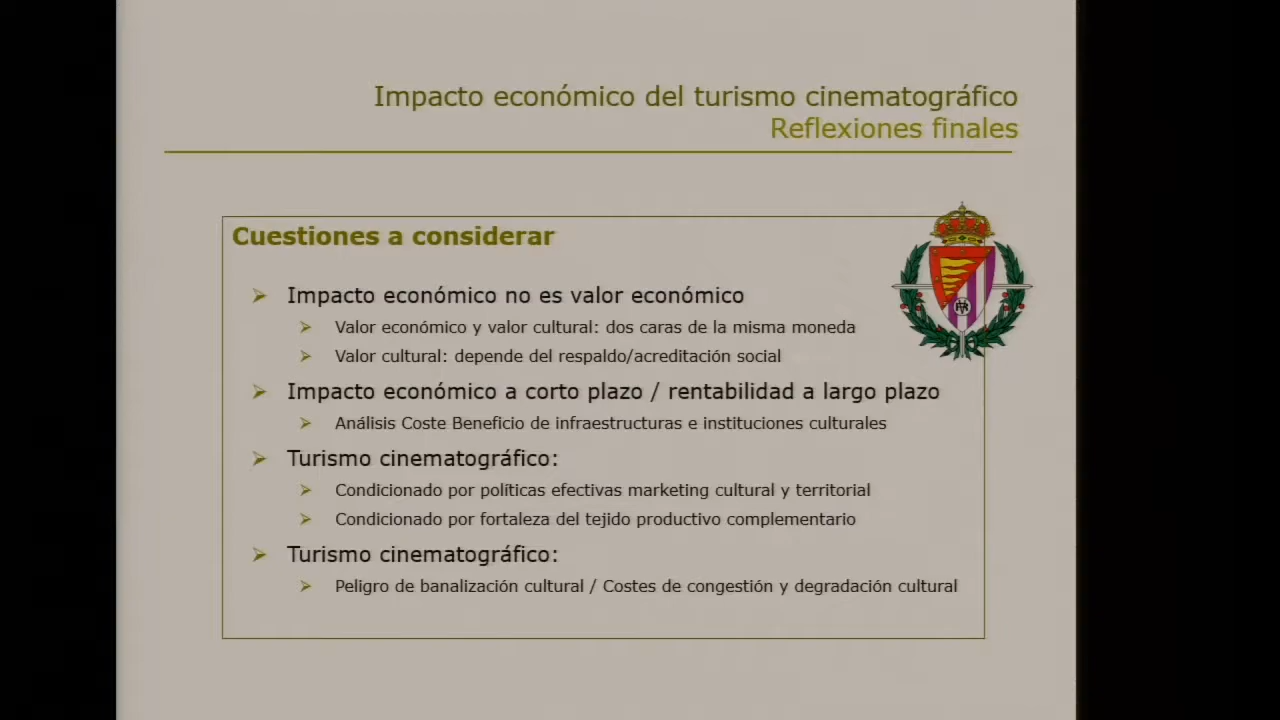 Impacto económico del turismo cinematográfico
Reflexiones finales
Cuestiones a considerar
Impacto económico no es valor económico
Valor económico y valor cultural: dos caras de la misma moneda
Valor cultural: depende del respaldo/acreditación social
Impacto económico a corto plazo / rentabilidad a largo plazo
Análisis Coste Beneficio de infraestructuras e instituciones culturales
Turismo cinematográfico:
Condicionado por políticas efectivas marketing cultural y territorial
Condicionado por fortaleza del tejido productivo complementario
Turismo cinematográfico:
Peligro de banalización cultural / Costes de congestión y degradación cultural